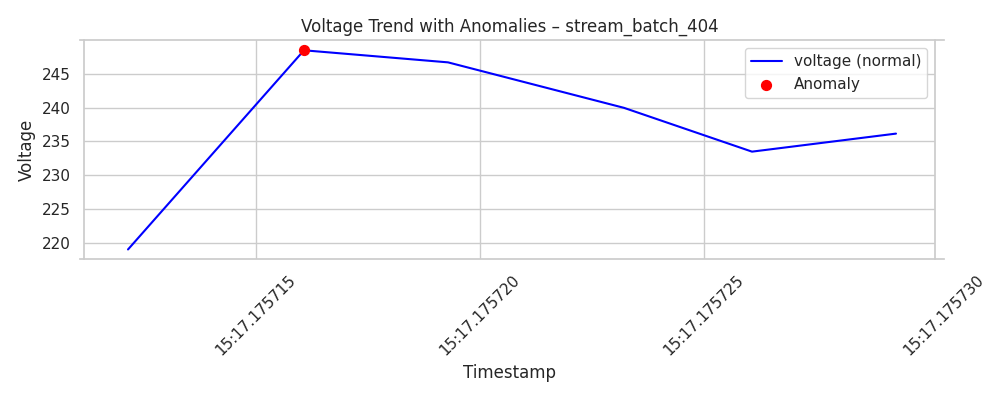 Voltage Trend with Anomalies – stream_batch_404
voltage (normal)
Anomaly
Voltage
245
240
235
230
225
220
15:17.175715
15:17.175720
15:17.175725
15:17.175730
Timestamp